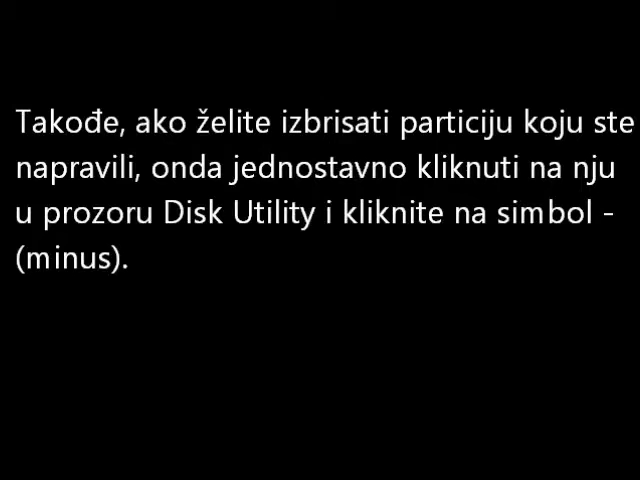 Takođe, ako želite izbrisati particiju koju ste
napravili, onda jednostavno kliknuti na nju
u prozoru Disk Utility i kliknite na simbol -
(minus).